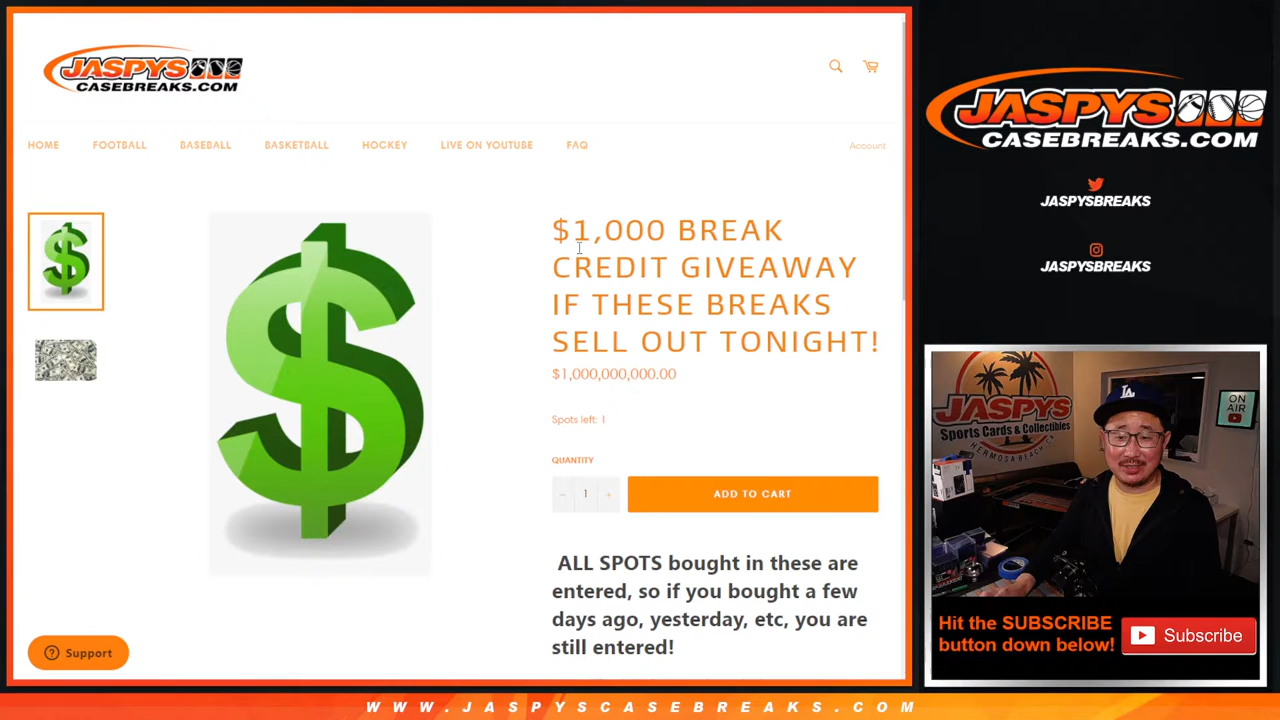 JASPYS
CASEBREAKS.COM
HOME
FOOTBALL
BASEBALL
BASKETBALL
HOCKEY
LIVE ON YOUTUBE
FAQ
Account
$1,000 BREAK
CREDIT GIVEAWAY
IF THESE BREAKS
SELL OUT TONIGHT!
$1,000,000,000.00
Spots left: 1
QUANTITY
− 1 +
ADD TO CART
ALL SPOTS bought in these are
entered, so if you bought a few
days ago, yesterday, etc, you are
still entered!
Support
JASPYS
CASEBREAKS.COM
JASPYSBREAKS
JASPYSBREAKS
JASPYS
Sports Cards & Collectibles
HERMOSA BEACH, CA
LA
ON
AIR
Hit the SUBSCRIBE
button down below!
Subscribe
WWW.JASPYSCASEBREAKS.COM